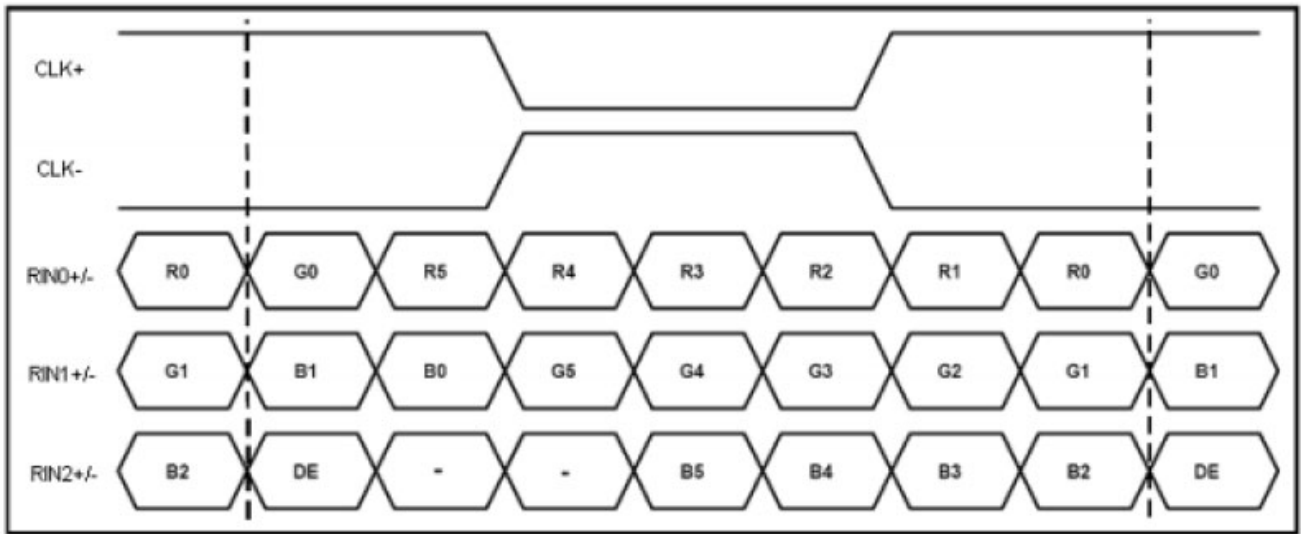 CLK+
CLK-
RIN0+/- R0 G0 R5 R4 R3 R2 R1 R0 G0
RIN1+/- G1 B1 B0 G5 G4 G3 G2 G1 B1
RIN2+/- B2 DE - - B5 B4 B3 B2 DE